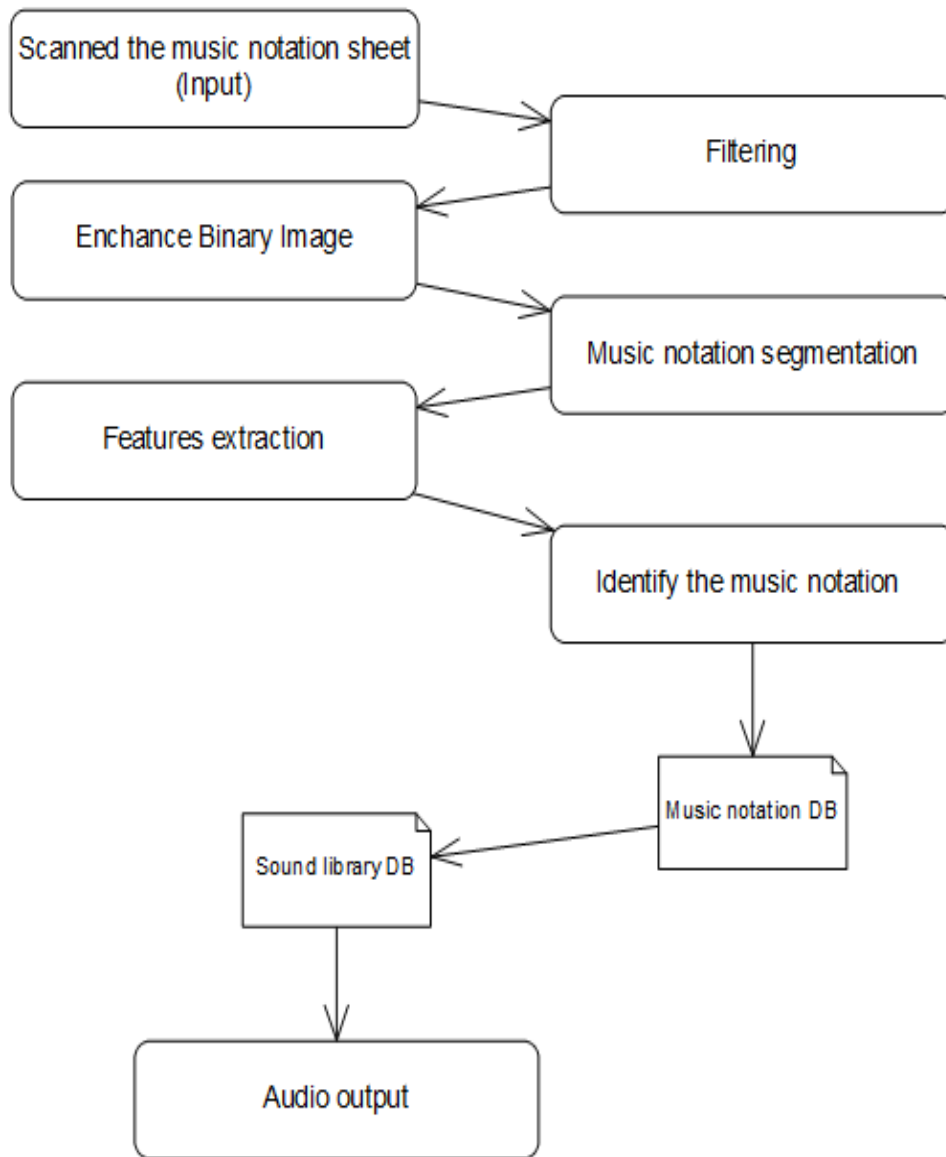 Scanned the music notation sheet
(Input)
Filtering
Enchance Binary Image
Music notation segmentation
Features extraction
Identify the music notation
Music notation DB
Sound library DB
Audio output